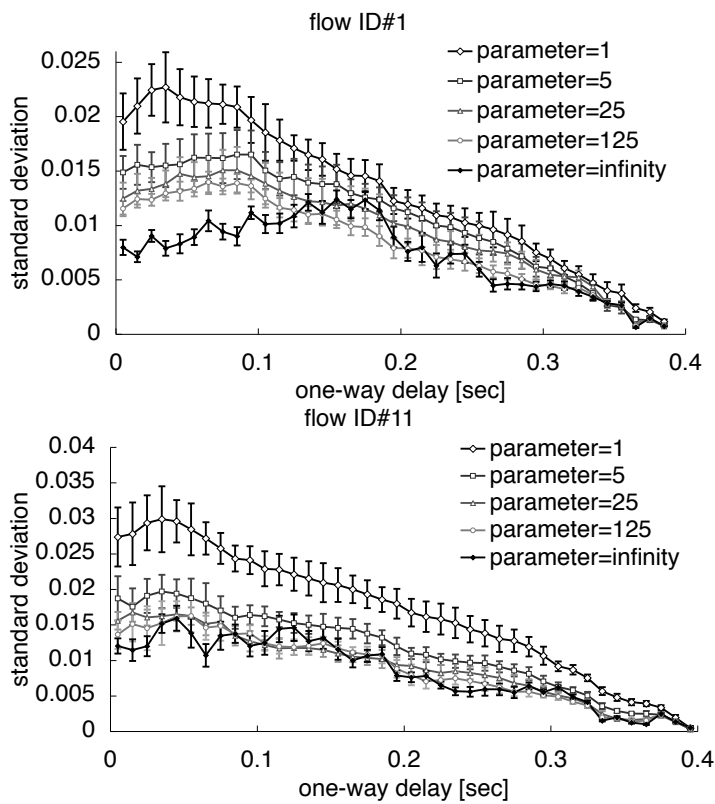 flow ID#1
0.025
0.02
0.015
0.01
0.005
0
standard deviation
parameter=1
parameter=5
parameter=25
parameter=125
parameter=infinity
0
0.1
0.2
0.3
0.4
one-way delay [sec]
flow ID#11
0.04
0.035
0.03
0.025
0.02
0.015
0.01
0.005
0
standard deviation
parameter=1
parameter=5
parameter=25
parameter=125
parameter=infinity
0
0.1
0.2
0.3
0.4
one-way delay [sec]